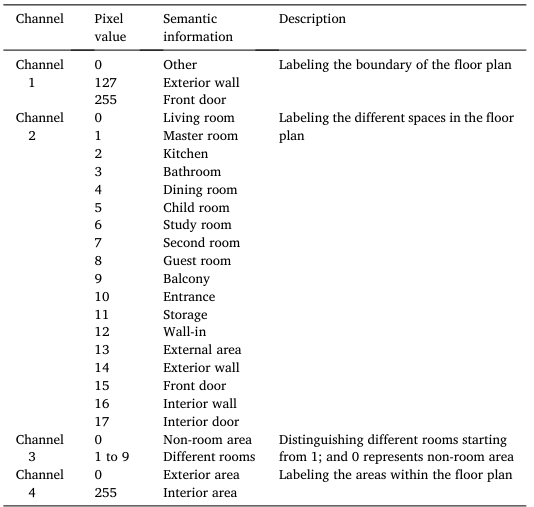 Channel Pixel value Semantic information Description
Channel 1 0 Other Labeling the boundary of the floor plan
127 Exterior wall
255 Front door
Channel 2 0 Living room Labeling the different spaces in the floor plan
1 Master room
2 Kitchen
3 Bathroom
4 Dining room
5 Child room
6 Study room
7 Second room
8 Guest room
9 Balcony
10 Entrance
11 Storage
12 Wall-in
13 External area
14 Exterior wall
15 Front door
16 Interior wall
17 Interior door
Channel 3 0 Non-room area Distinguishing different rooms starting from 1; and 0 represents non-room area
1 to 9 Different rooms
Channel 4 0 Exterior area Labeling the areas within the floor plan
255 Interior area